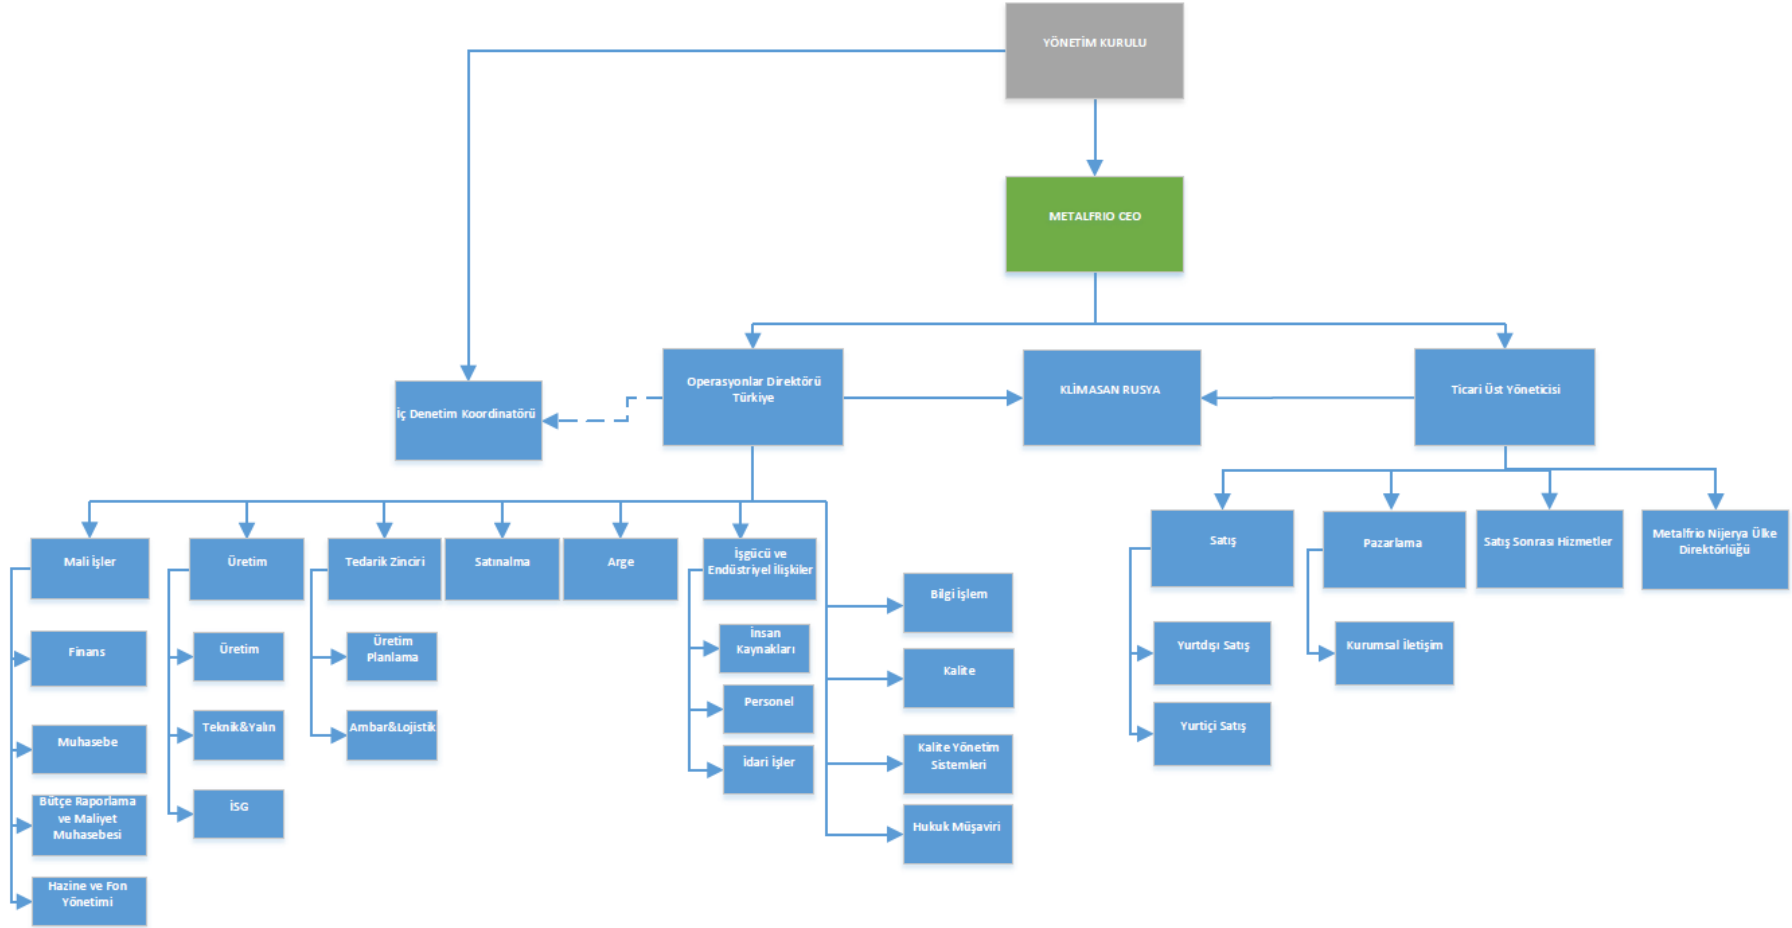 YÖNETİM KURULU
METALFRIO CEO
Operasyonlar Direktörü
Türkiye
KLİMASAN RUSYA
Ticari Üst Yöneticisi
İç Denetim Koordinatörü
Mali İşler
Üretim
Tedarik Zinciri
Satınalma
Arge
İşgücü ve
Endüstriyel İlişkiler
Satış
Pazarlama
Satış Sonrası Hizmetler
Metalfrio Nijerya Ülke
Direktörlüğü
Finans
Muhasebe
Bütçe Raporlama
ve Maliyet
Muhasebesi
Hazine ve Fon
Yönetimi
Üretim
Teknik&Yalın
İSG
Üretim
Planlama
Ambar&Lojistik
İnsan
Kaynakları
Personel
İdari İşler
Bilgi İşlem
Kalite
Kalite Yönetim
Sistemleri
Hukuk Müşaviri
Yurtdışı Satış
Yurtiçi Satış
Kurumsal İletişim